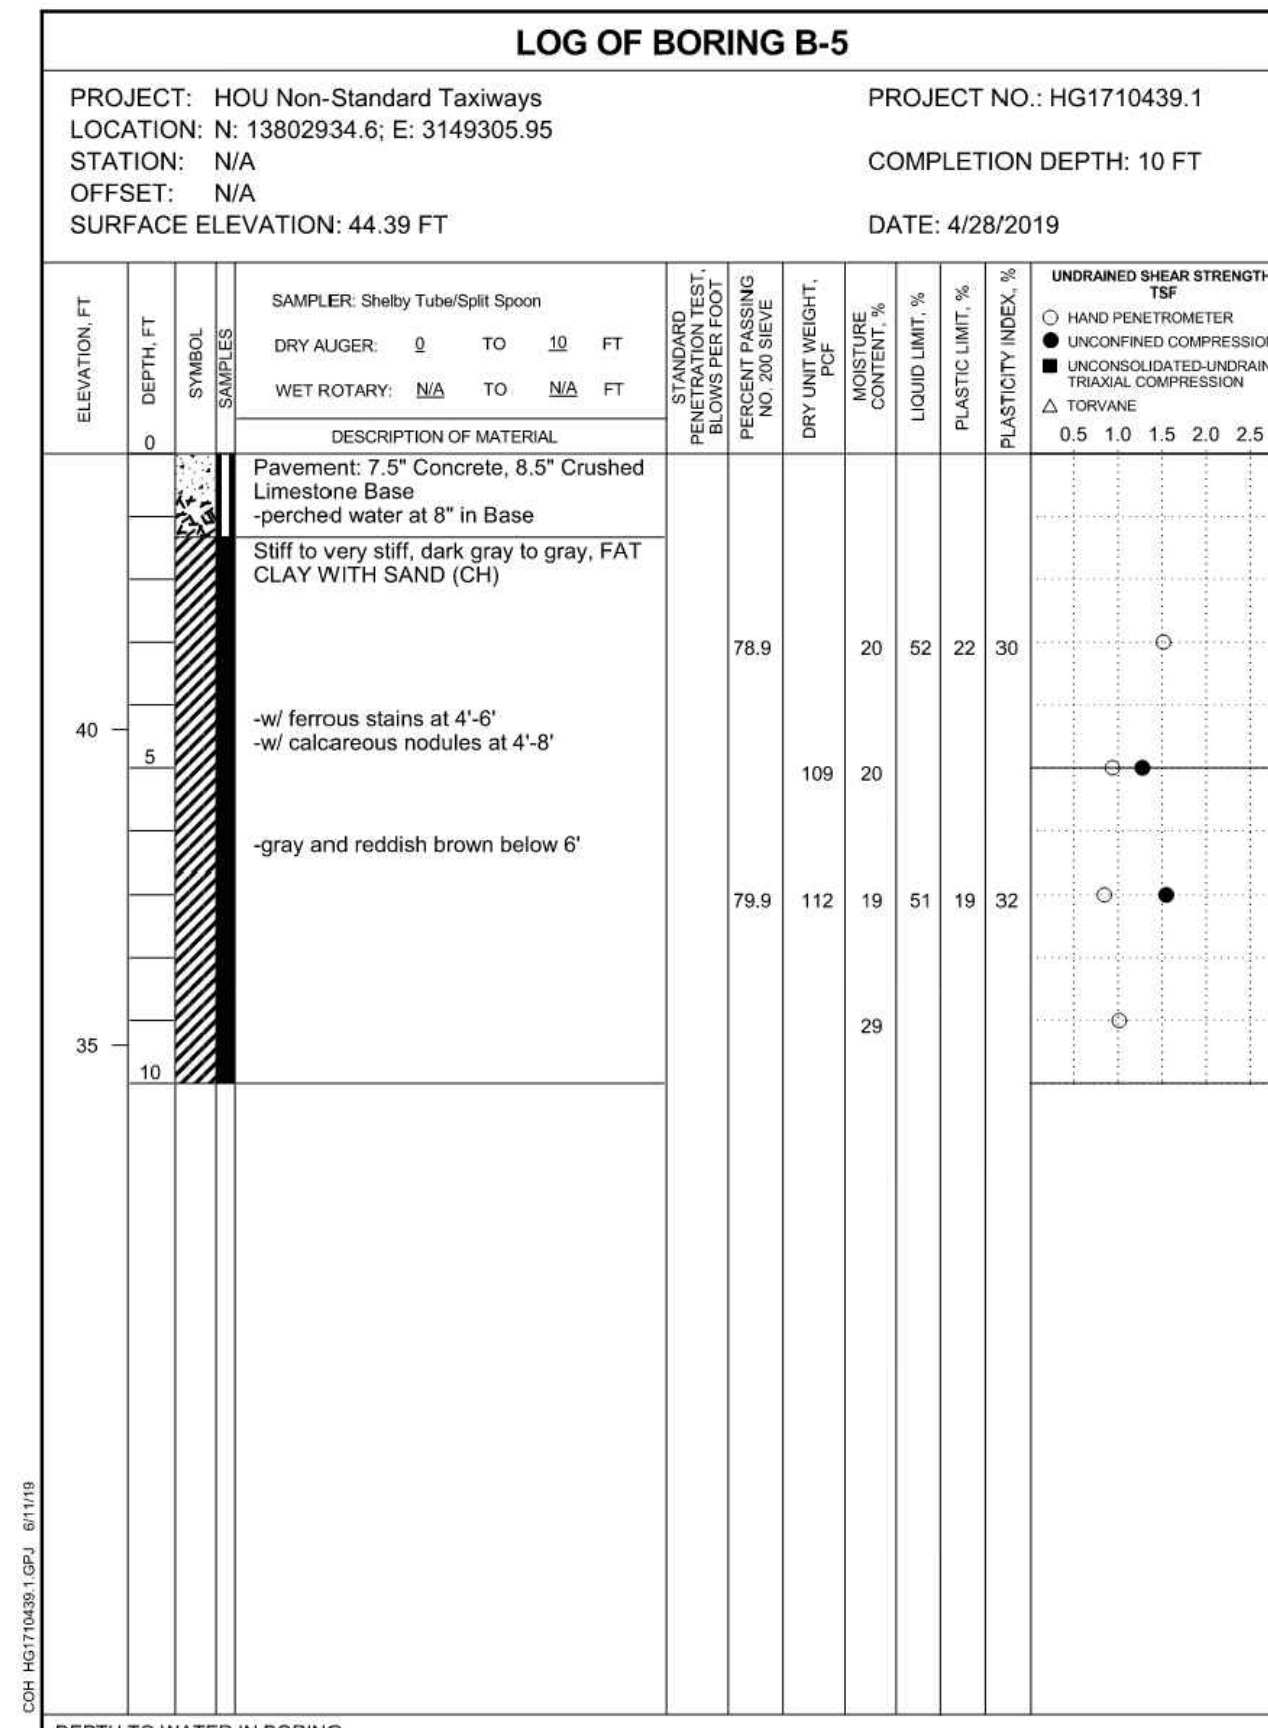 LOG OF BORING B-5
PROJECT: HOU Non-Standard Taxiways
PROJECT NO.: HG1710439.1
LOCATION: N: 13802934.6; E: 3149305.95
STATION: N/A
COMPLETION DEPTH: 10 FT
OFFSET: N/A
SURFACE ELEVATION: 44.39 FT
DATE: 4/28/2019
ELEVATION, FT
DEPTH, FT
SYMBOL
SAMPLES
SAMPLER: Shelby Tube/Split Spoon
DRY AUGER: 0 TO 10 FT
WET ROTARY: N/A TO N/A FT
DESCRIPTION OF MATERIAL
STANDARD
PENETRATION TEST,
BLOWS PER FOOT
PERCENT PASSING
NO. 200 SIEVE
DRY UNIT WEIGHT,
PCF
MOISTURE
CONTENT, %
LIQUID LIMIT, %
PLASTIC LIMIT, %
PLASTICITY INDEX, %
UNDRAINED SHEAR STRENGTH
TSF
HAND PENETROMETER
UNCONFINED COMPRESSION
UNCONSOLIDATED-UNDRAIN
TRIAXIAL COMPRESSION
TORVANE
0.5 1.0 1.5 2.0 2.5
0
Pavement: 7.5" Concrete, 8.5" Crushed
Limestone Base
-perched water at 8" in Base
Stiff to very stiff, dark gray to gray, FAT
CLAY WITH SAND (CH)
78.9 20 52 22 30
-w/ ferrous stains at 4'-6'
40
-w/ calcareous nodules at 4'-8'
5
109 20
-gray and reddish brown below 6'
79.9 112 19 51 19 32
29
35
10
COH HG1710439.1.GPJ 6/11/19
DEPTH TO WATER IN BORING